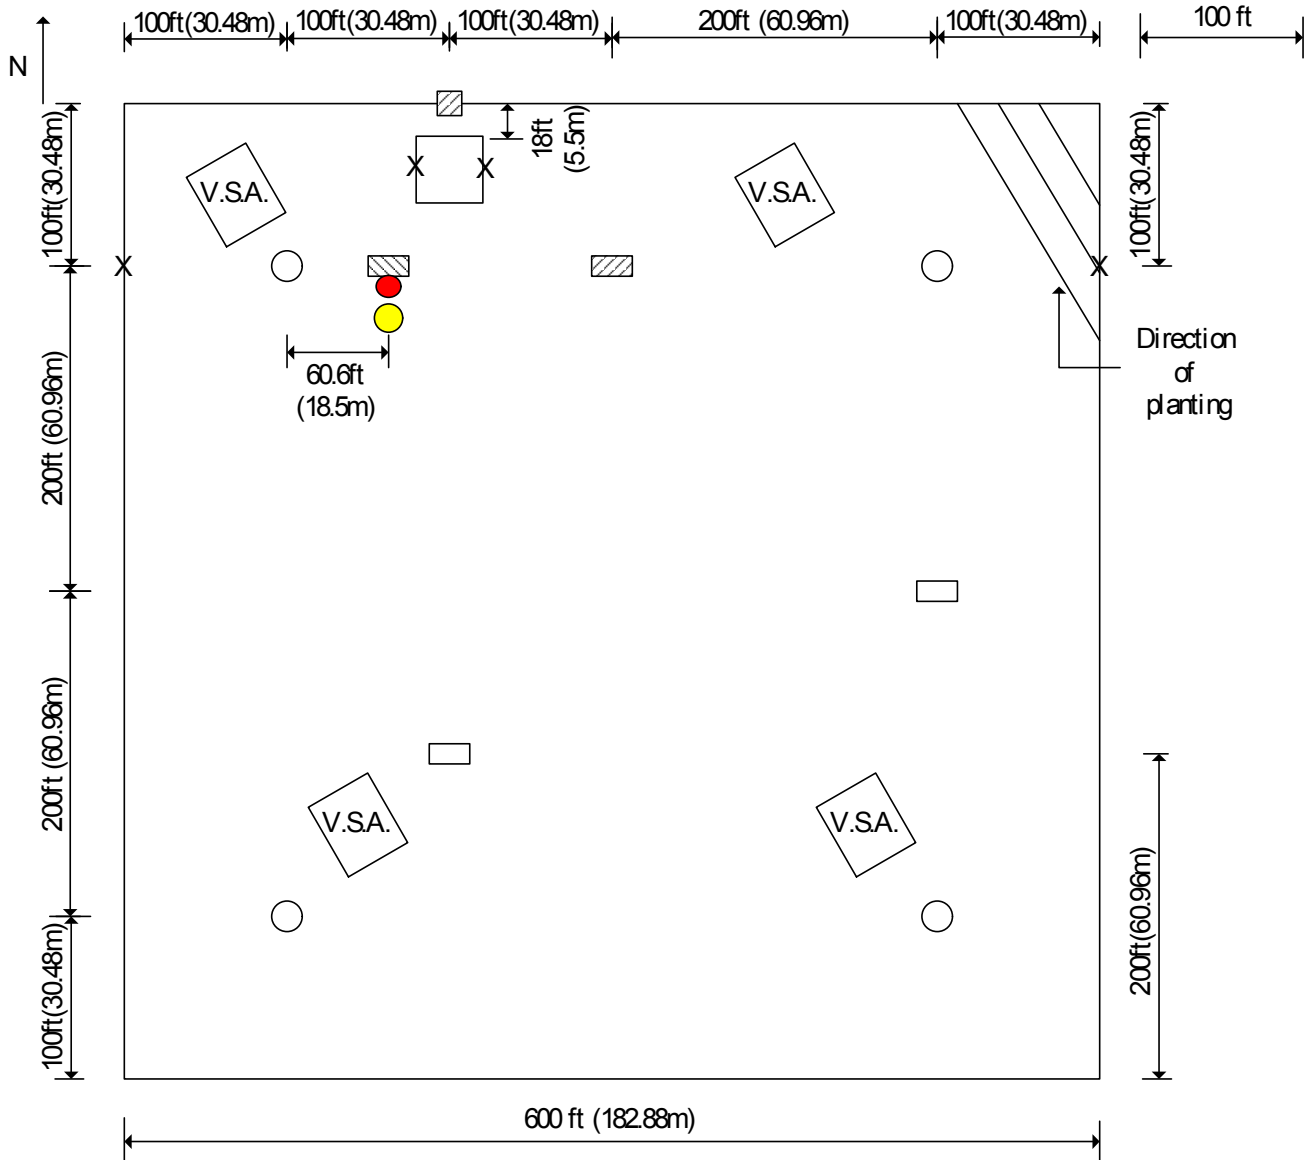 100ft(30.48m) 100ft(30.48m) 100ft(30.48m) 200ft (60.96m) 100ft(30.48m) 100 ft
N
100ft(30.48m)
18ft
(5.5m)
100ft(30.48m)
V.S.A. V.S.A.
X X
X X
60.6ft
(18.5m)
Direction
of
planting
200ft (60.96m)
200ft (60.96m)
V.S.A. V.S.A.
200ft(60.96m)
100ft(30.48m)
600 ft (182.88m)